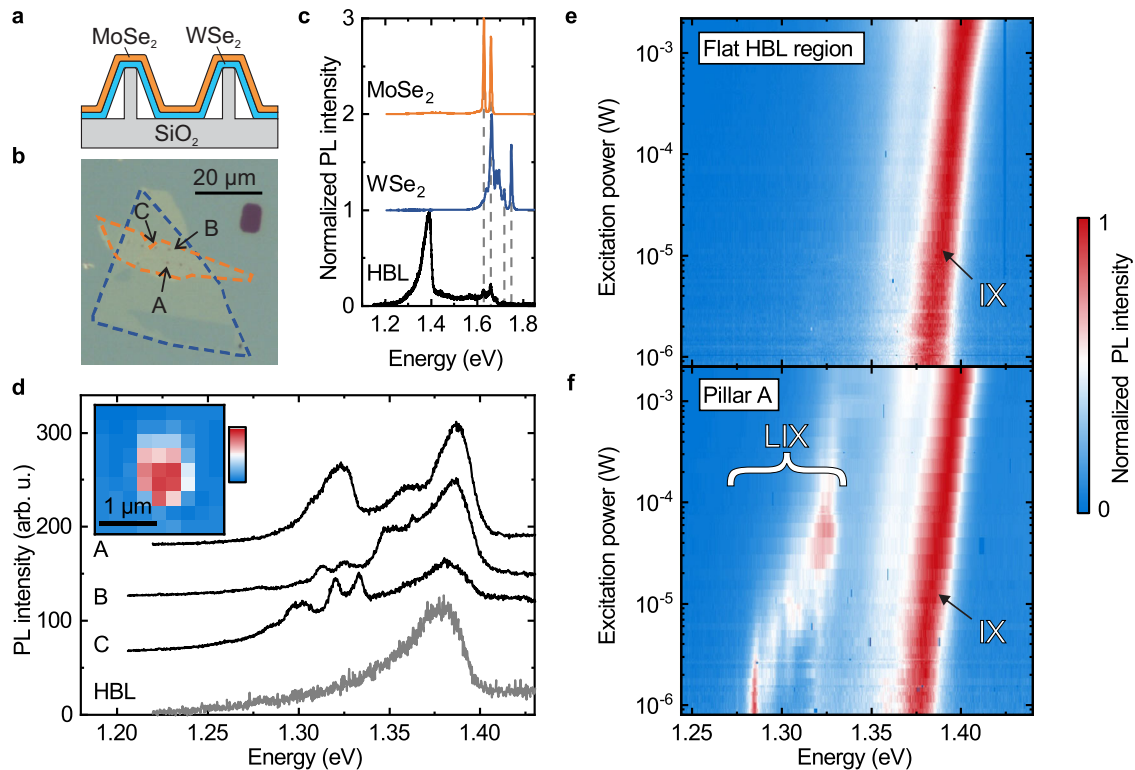 a
MoSe₂
WSe₂
SiO₂
b
20 µm
C
B
A
c
Normalized PL intensity
3
2
1
0
MoSe₂
WSe₂
HBL
1.2 1.4 1.6 1.8
Energy (eV)
d
PL intensity (arb. u.)
300
200
100
0
1 µm
A
B
C
HBL
1.20 1.25 1.30 1.35 1.40
Energy (eV)
e
Flat HBL region
Excitation power (W)
10⁻³
10⁻⁴
10⁻⁵
10⁻⁶
IX
f
Pillar A
LIX
Excitation power (W)
10⁻³
10⁻⁴
10⁻⁵
10⁻⁶
IX
1.25 1.30 1.35 1.40
Energy (eV)
1
0
Normalized PL intensity